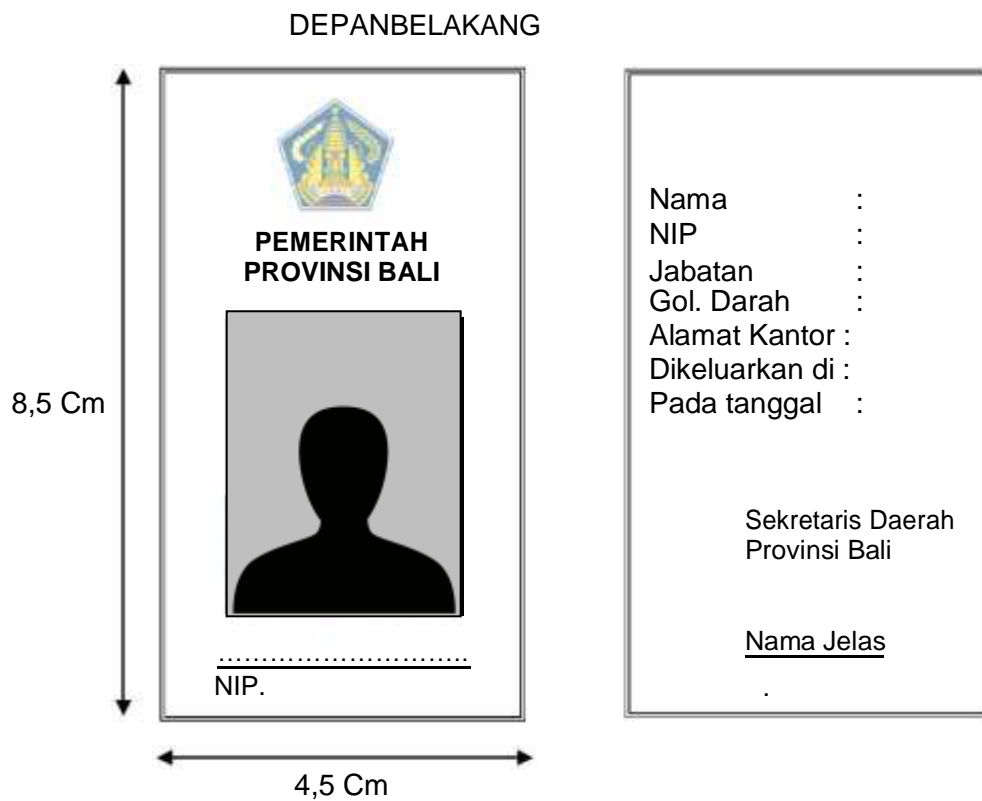 DEPANBELAKANG
PEMERINTAH
PROVINSI BALI
8,5 Cm
………………………..
NIP.
4,5 Cm
Nama :
NIP :
Jabatan :
Gol. Darah :
Alamat Kantor :
Dikeluarkan di :
Pada tanggal :
Sekretaris Daerah
Provinsi Bali
Nama Jelas
.